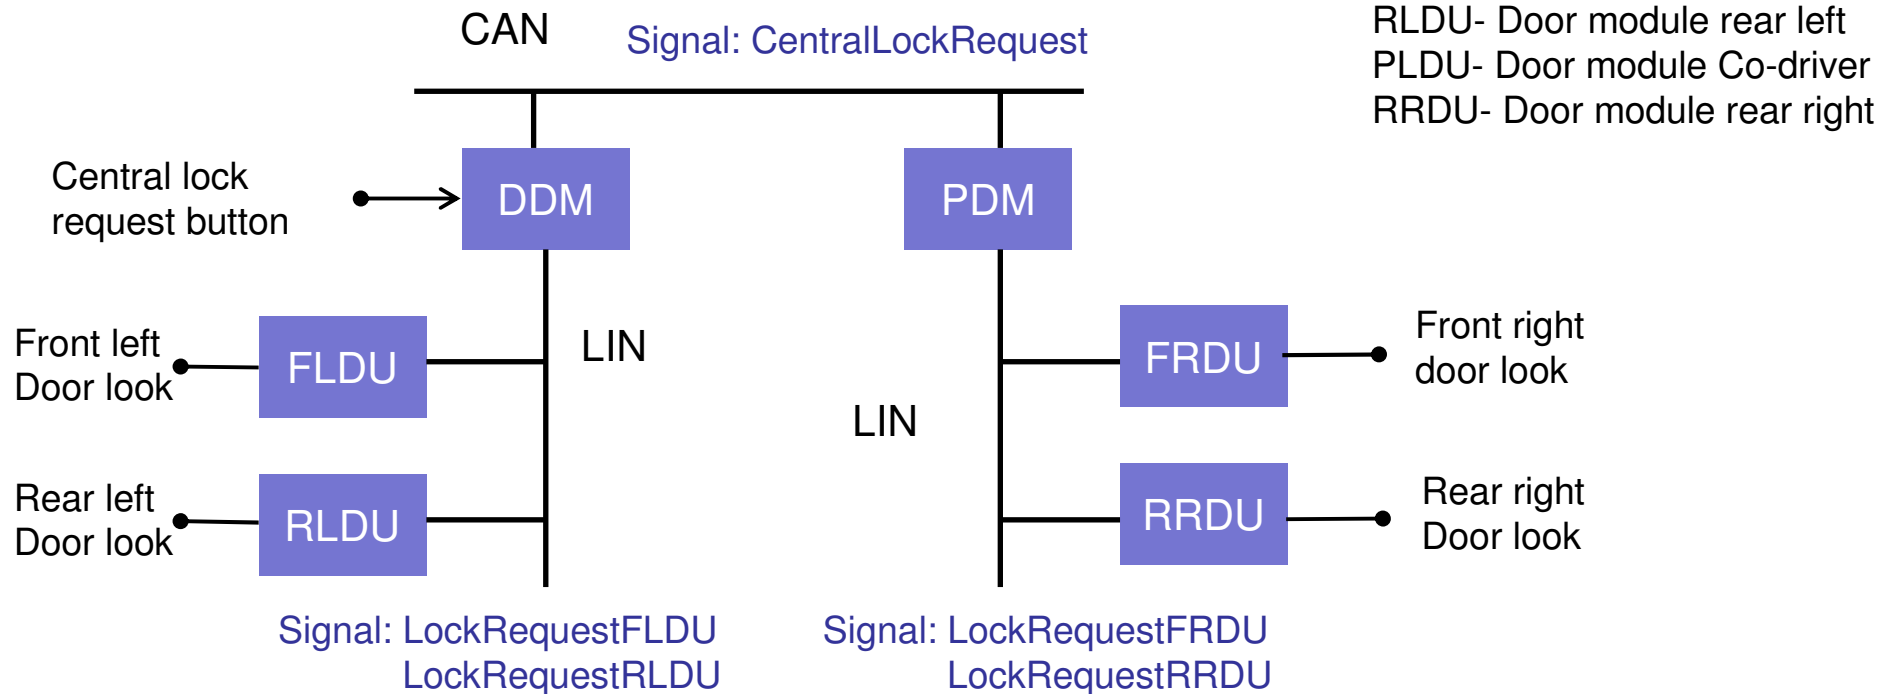 CAN
Signal: CentralLockRequest
RLDU- Door module rear left
PLDU- Door module Co-driver
RRDU- Door module rear right
Central lock
request button
DDM
PDM
Front left
Door look
FLDU
LIN
FRDU
Front right
door look
LIN
Rear left
Door look
RLDU
RRDU
Rear right
Door look
Signal: LockRequestFLDU
LockRequestRLDU
Signal: LockRequestFRDU
LockRequestRRDU